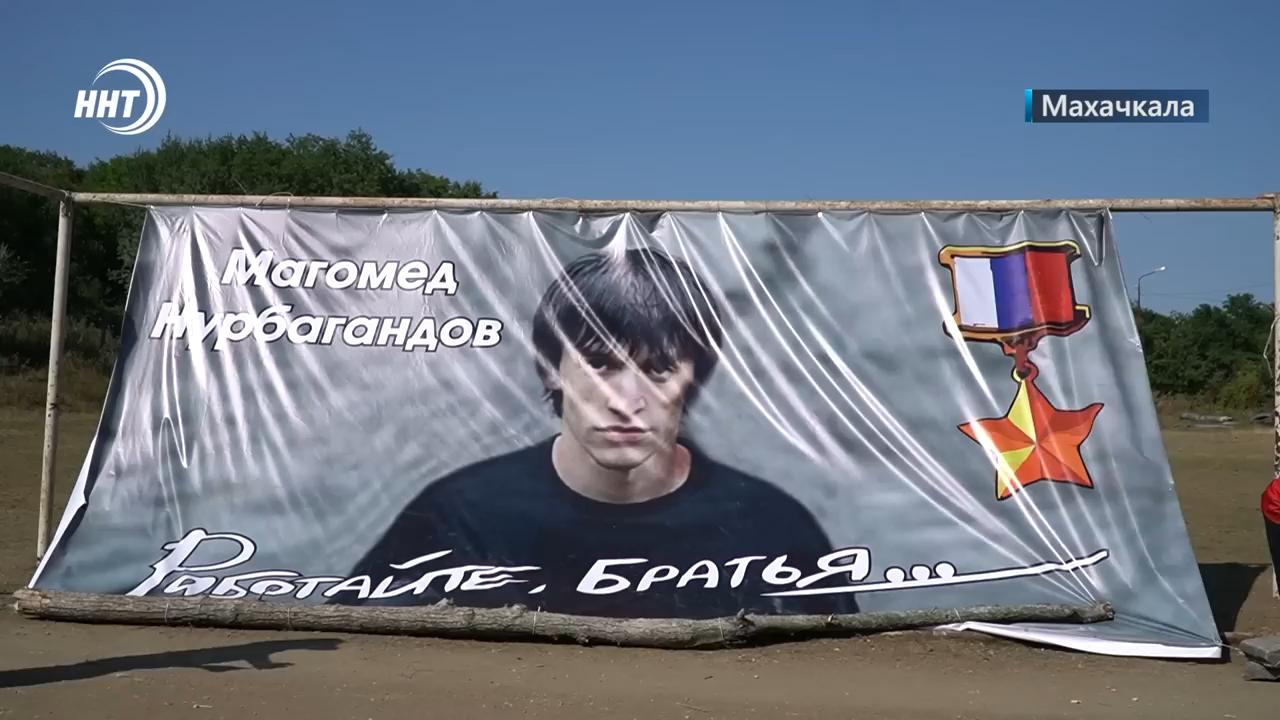 ННТ
Махачкала
Магомед
Нурбагандов
Работайте, Братья...